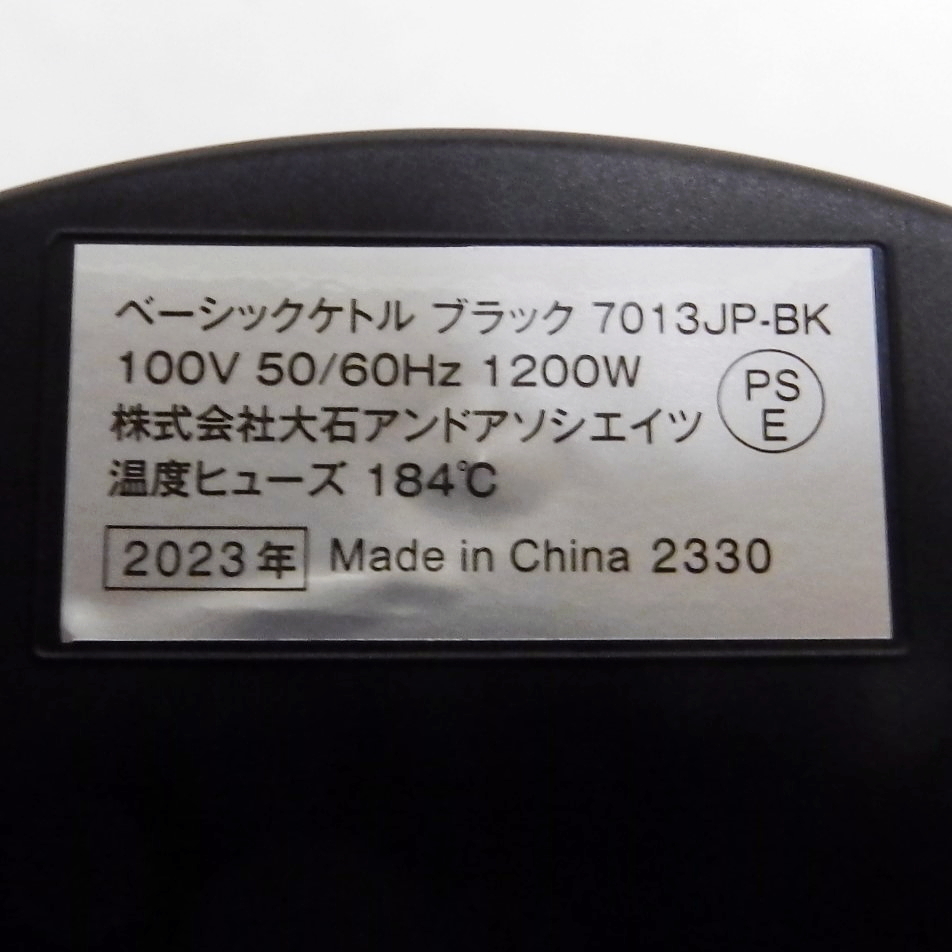 ベーシックケトル ブラック 7013JP-BK
100V 50/60Hz 1200W
PS
E
株式会社大石アンドアソシエイツ
温度ヒューズ 184℃
2023年 Made in China 2330